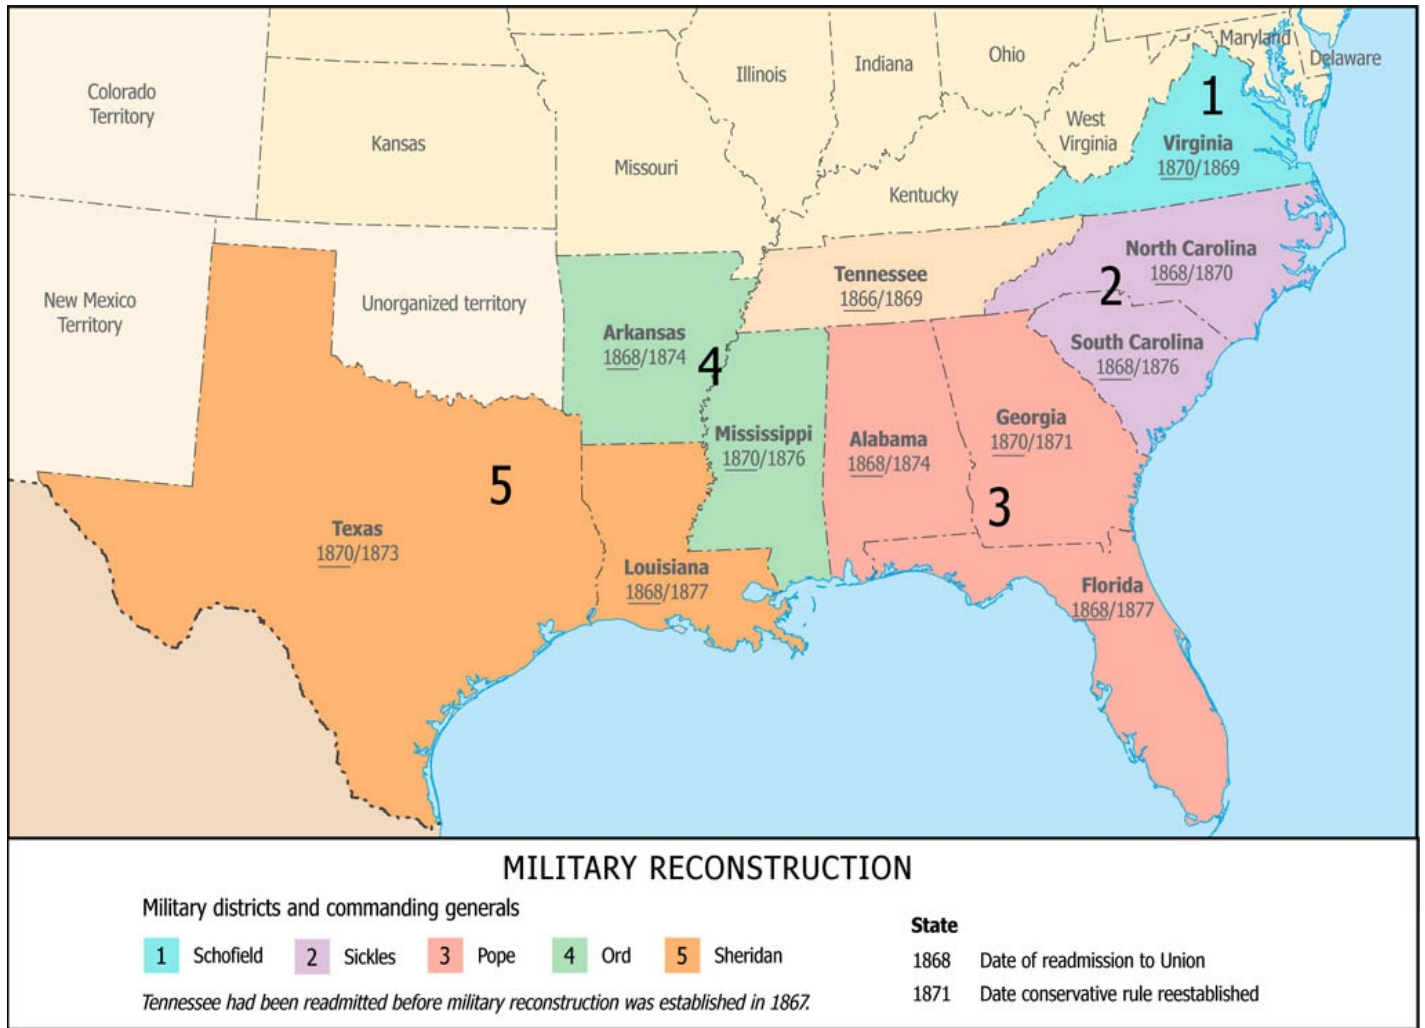 Maryland
Delaware
Ohio
Indiana
Illinois
Colorado
Territory
Kansas
West
Virginia
1
Virginia
1870/1869
Missouri
Kentucky
North Carolina
1868/1870
2
Tennessee
1866/1869
New Mexico
Territory
Unorganized territory
Arkansas
1868/1874
4
South Carolina
1868/1876
Georgia
1870/1871
Mississippi
1870/1876
Alabama
1868/1874
5
3
Texas
1870/1873
Louisiana
1868/1877
Florida
1868/1877
MILITARY RECONSTRUCTION
Military districts and commanding generals
1 Schofield 2 Sickles 3 Pope 4 Ord 5 Sheridan
Tennessee had been readmitted before military reconstruction was established in 1867.
State
1868 Date of readmission to Union
1871 Date conservative rule reestablished